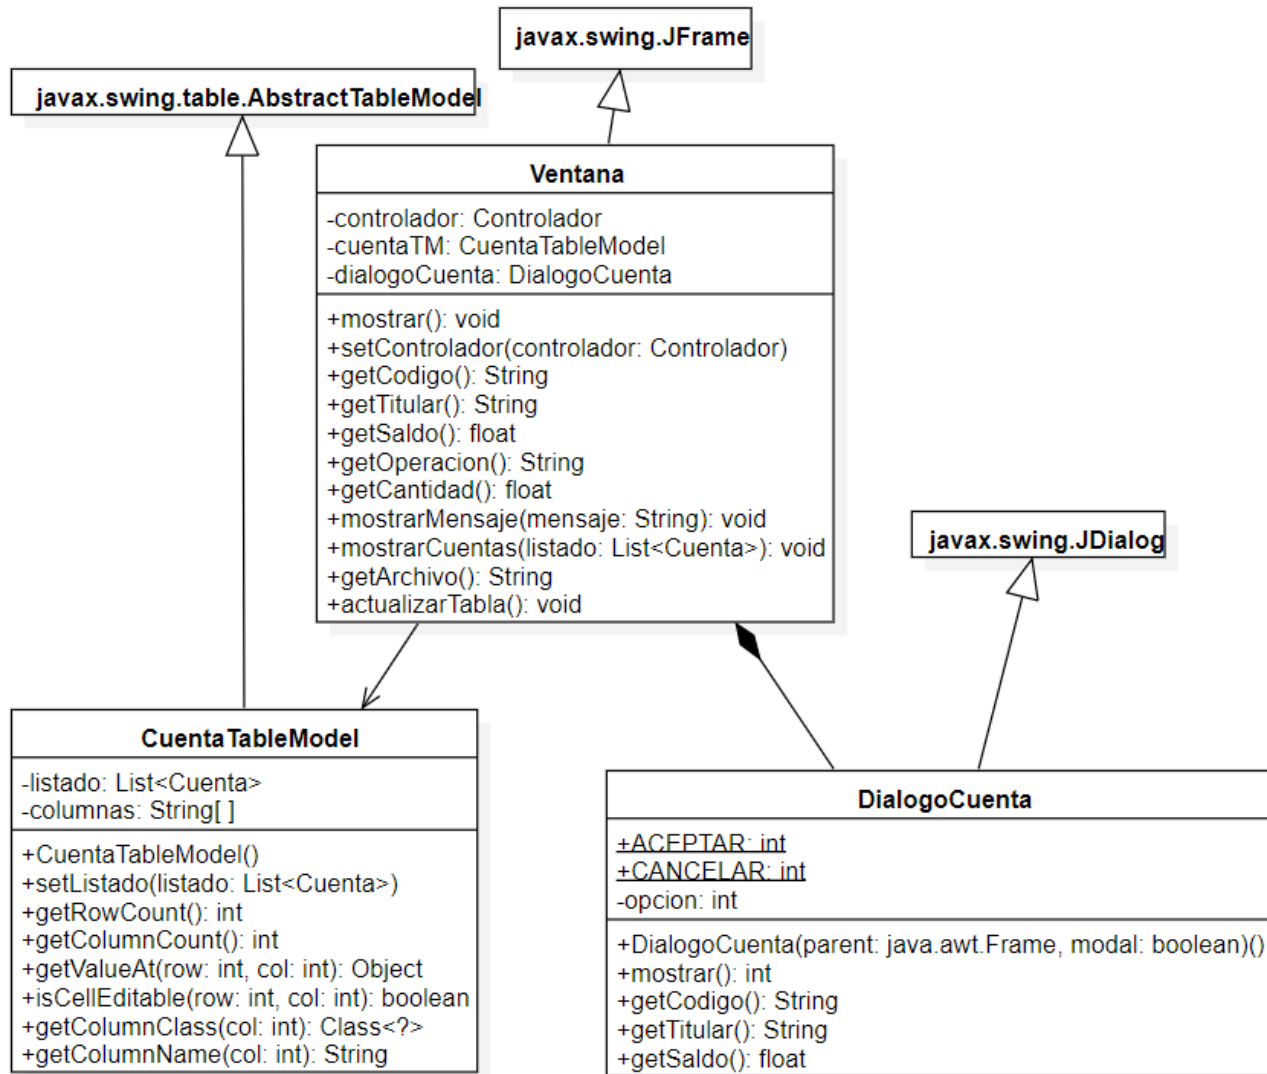 javax.swing.JFrame
javax.swing.table.AbstractTableModel
Ventana
-controlador: Controlador
-cuentaTM: CuentaTableModel
-dialogoCuenta: DialogoCuenta
+mostrar(): void
+setControlador(controlador: Controlador)
+getCodigo(): String
+getTitular(): String
+getSaldo(): float
+getOperacion(): String
+getCantidad(): float
+mostrarMensaje(mensaje: String): void
+mostrarCuentas(listado: List<Cuenta>): void
+getArchivo(): String
+actualizarTabla(): void
javax.swing.JDialog
CuentaTableModel
-listado: List<Cuenta>
-columnas: String[ ]
+CuentaTableModel()
+setListado(listado: List<Cuenta>)
+getRowCount(): int
+getColumnCount(): int
+getValueAt(row: int, col: int): Object
+isCellEditable(row: int, col: int): boolean
+getColumnClass(col: int): Class<?>
+getColumnName(col: int): String
DialogoCuenta
+ACEPTAR: int
+CANCELAR: int
-opcion: int
+DialogoCuenta(parent: java.awt.Frame, modal: boolean)()
+mostrar(): int
+getCodigo(): String
+getTitular(): String
+getSaldo(): float